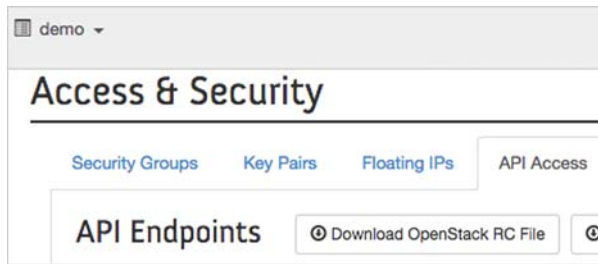 demo
Access & Security
Security Groups Key Pairs Floating IPs API Access
API Endpoints Download OpenStack RC File